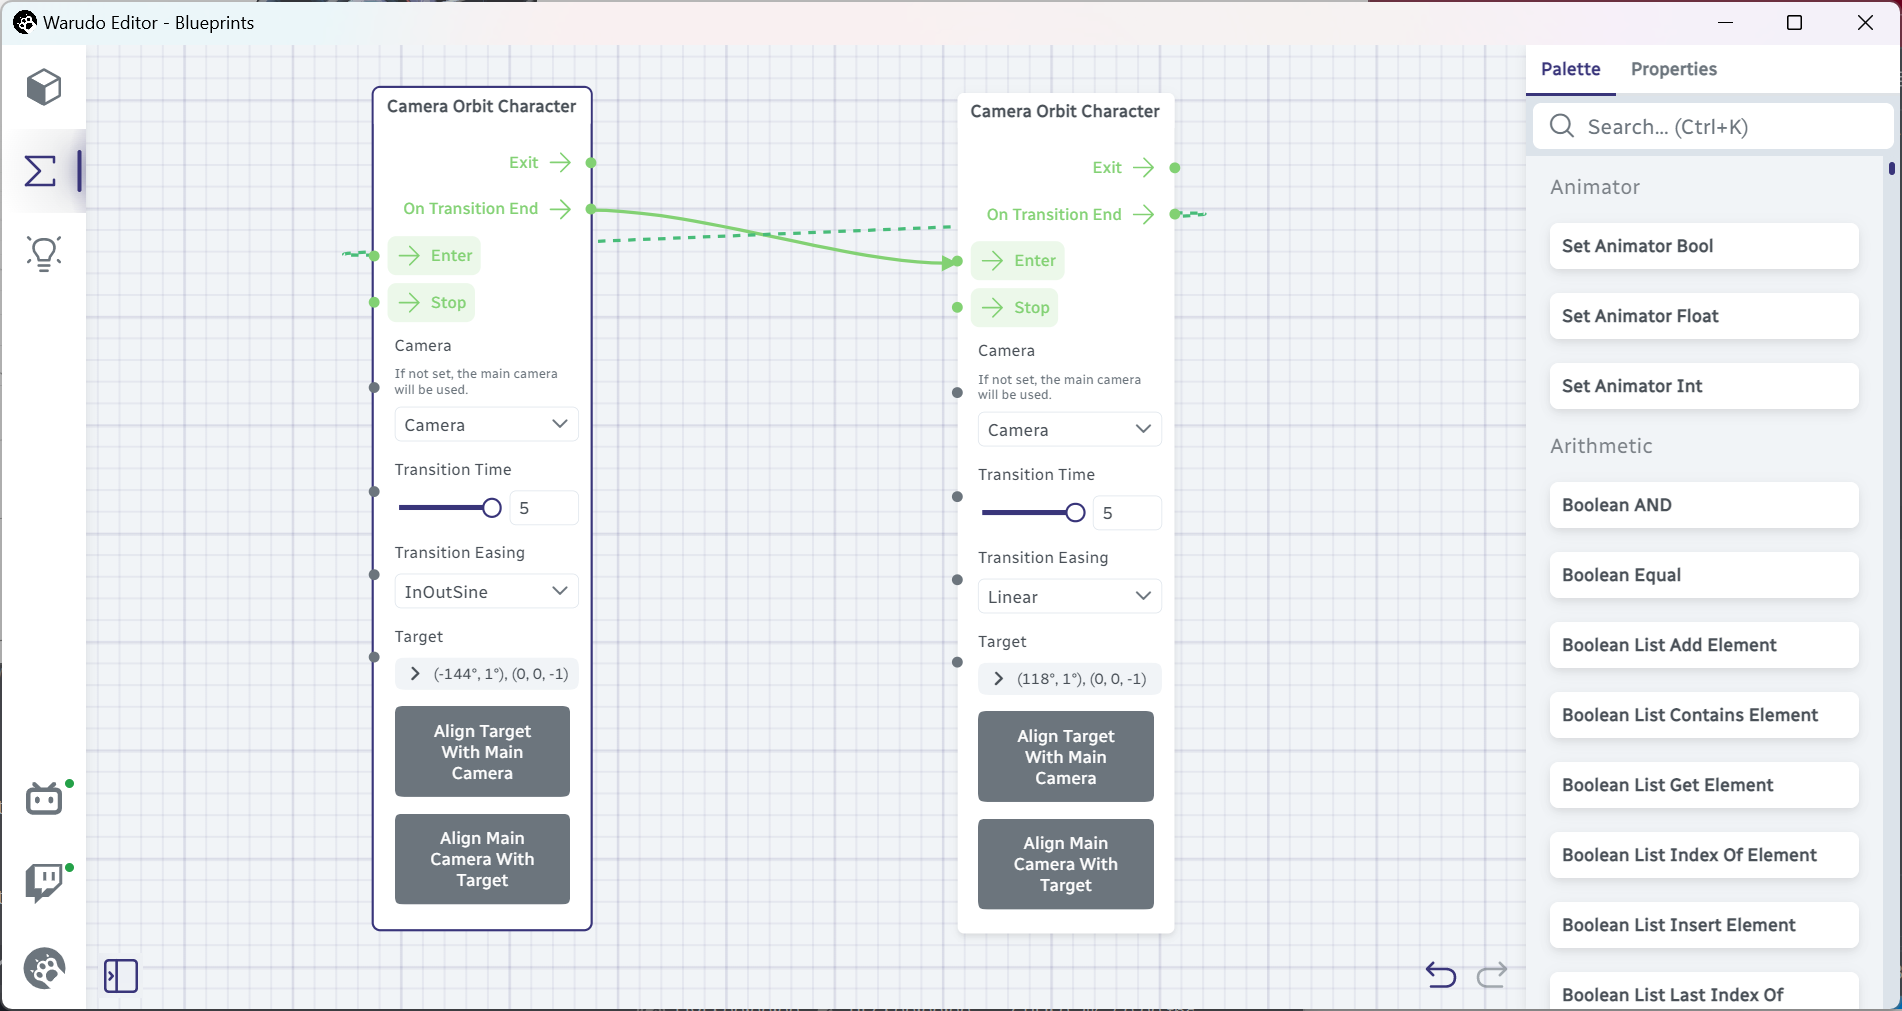 Warudo Editor - Blueprints
Camera Orbit Character
Exit
On Transition End
Enter
Stop
Camera
If not set, the main camera
will be used.
Camera
Transition Time
5
Transition Easing
InOutSine
Target
(-144°, 1°), (0, 0, -1)
Align Target
With Main
Camera
Align Main
Camera With
Target
Camera Orbit Character
Exit
On Transition End
Enter
Stop
Camera
If not set, the main camera
will be used.
Camera
Transition Time
5
Transition Easing
Linear
Target
(118°, 1°), (0, 0, -1)
Align Target
With Main
Camera
Align Main
Camera With
Target
Palette
Properties
Search... (Ctrl+K)
Animator
Set Animator Bool
Set Animator Float
Set Animator Int
Arithmetic
Boolean AND
Boolean Equal
Boolean List Add Element
Boolean List Contains Element
Boolean List Get Element
Boolean List Index Of Element
Boolean List Insert Element
Boolean List Last Index Of